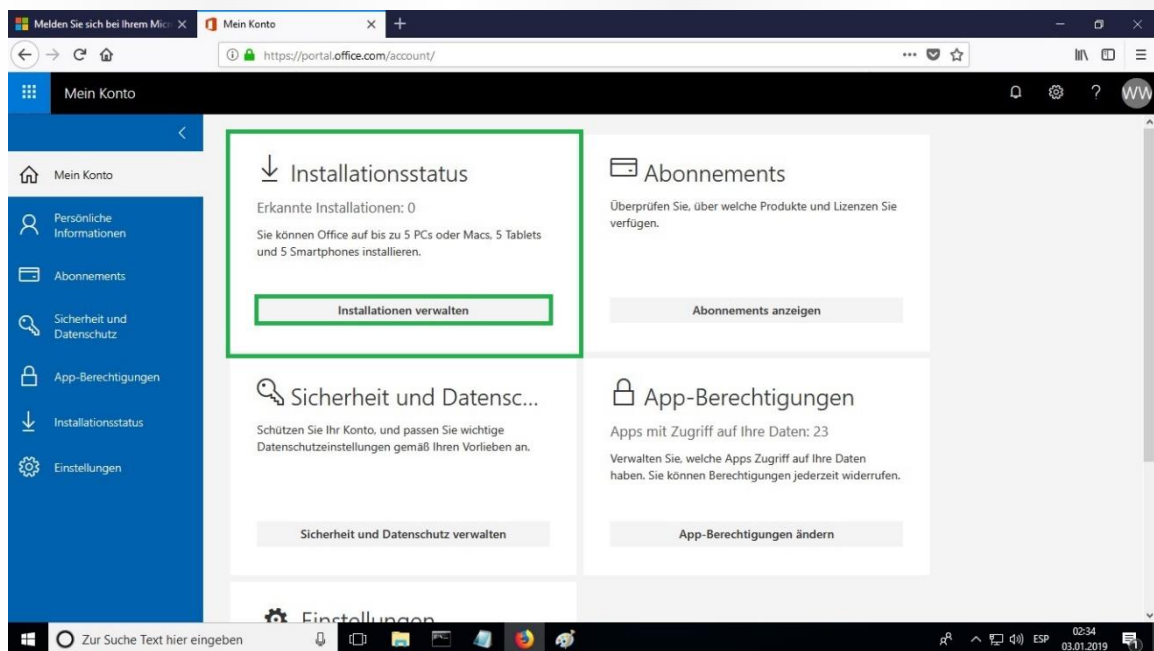 Melden Sie sich bei Ihrem Micr
Mein Konto
https://portal.office.com/account/
Mein Konto
WW
Mein Konto
Persönliche
Informationen
Abonnements
Sicherheit und
Datenschutz
App-Berechtigungen
Installationsstatus
Einstellungen
Installationsstatus
Erkannte Installationen: 0
Sie können Office auf bis zu 5 PCs oder Macs, 5 Tablets
und 5 Smartphones installieren.
Installationen verwalten
Abonnements
Überprüfen Sie, über welche Produkte und Lizenzen Sie
verfügen.
Abonnements anzeigen
Sicherheit und Datensc...
Schützen Sie Ihr Konto, und passen Sie wichtige
Datenschutzeinstellungen gemäß Ihren Vorlieben an.
Sicherheit und Datenschutz verwalten
App-Berechtigungen
Apps mit Zugriff auf Ihre Daten: 23
Verwalten Sie, welche Apps Zugriff auf Ihre Daten
haben. Sie können Berechtigungen jederzeit widerrufen.
App-Berechtigungen ändern
Einstellungen
Zur Suche Text hier eingeben
ESP
02:34
03.01.2019